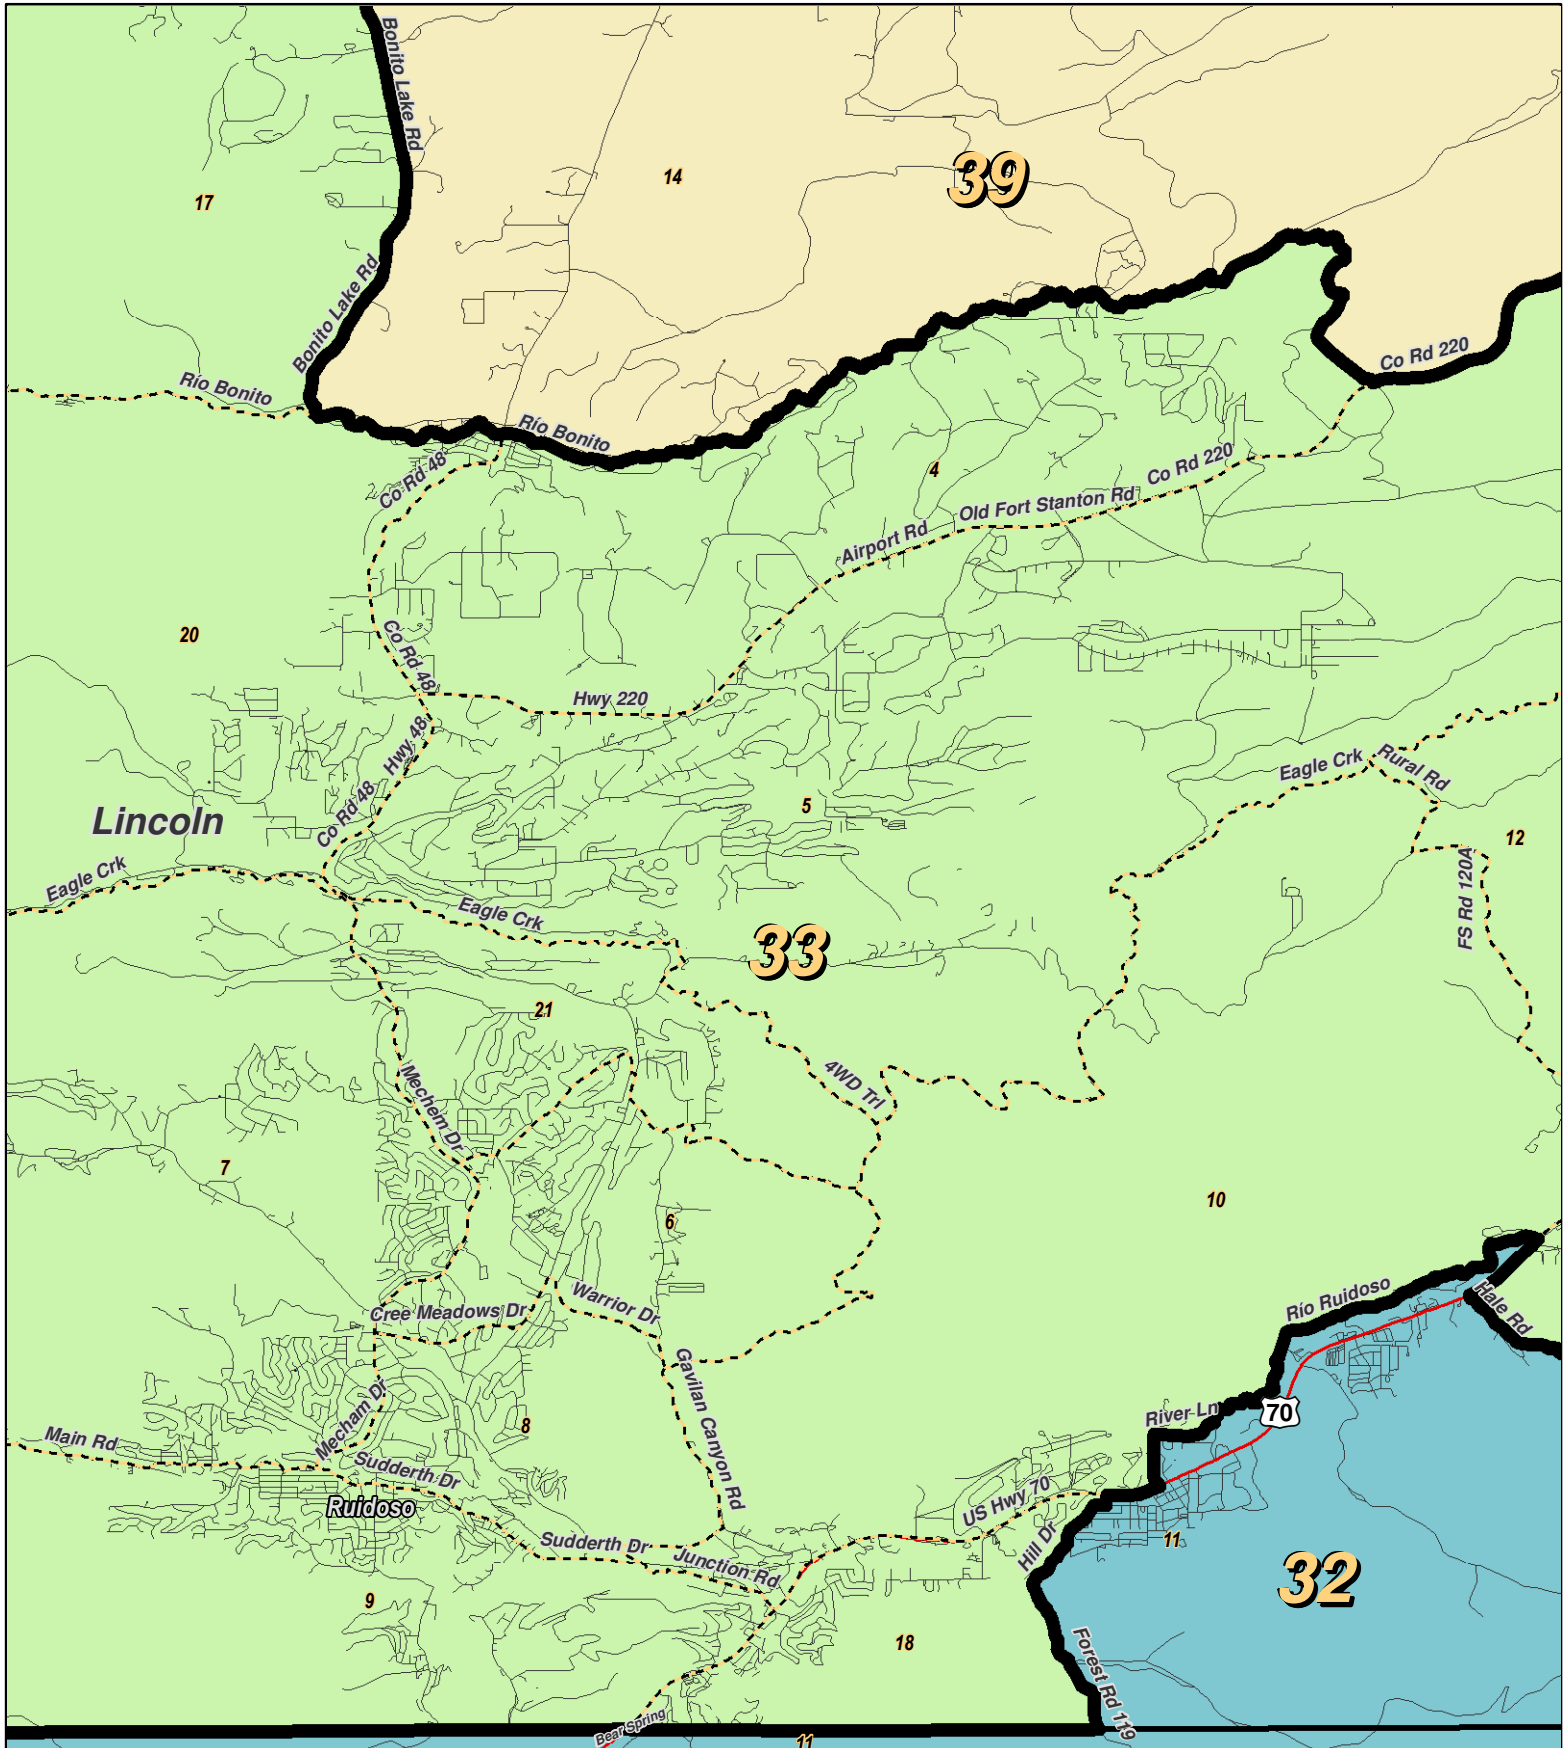 Bonito Lake Rd
39
14
17
Bonito Lake Rd
Co Rd 220
Río Bonito
Río Bonito
Co Rd 48
4
Co Rd 220
Old Fort Stanton Rd
Airport Rd
20
Co Rd 48
Hwy 220
Hwy 48
Eagle Crk
Rural Rd
Co Rd 48
5
Lincoln
12
Eagle Crk
FS Rd 120A
Eagle Crk
33
21
4WD Trl
Mechem Dr
7
10
6
Río Ruidoso
Hale Rd
Warrior Dr
Cree Meadows Dr
Gavilan Canyon Rd
River Ln
70
Mecham Dr
8
Main Rd
Sudderth Dr
Ruidoso
US Hwy 70
Hill Dr
11
Sudderth Dr
Junction Rd
32
9
18
Forest Rd 119
Bear Spring
11